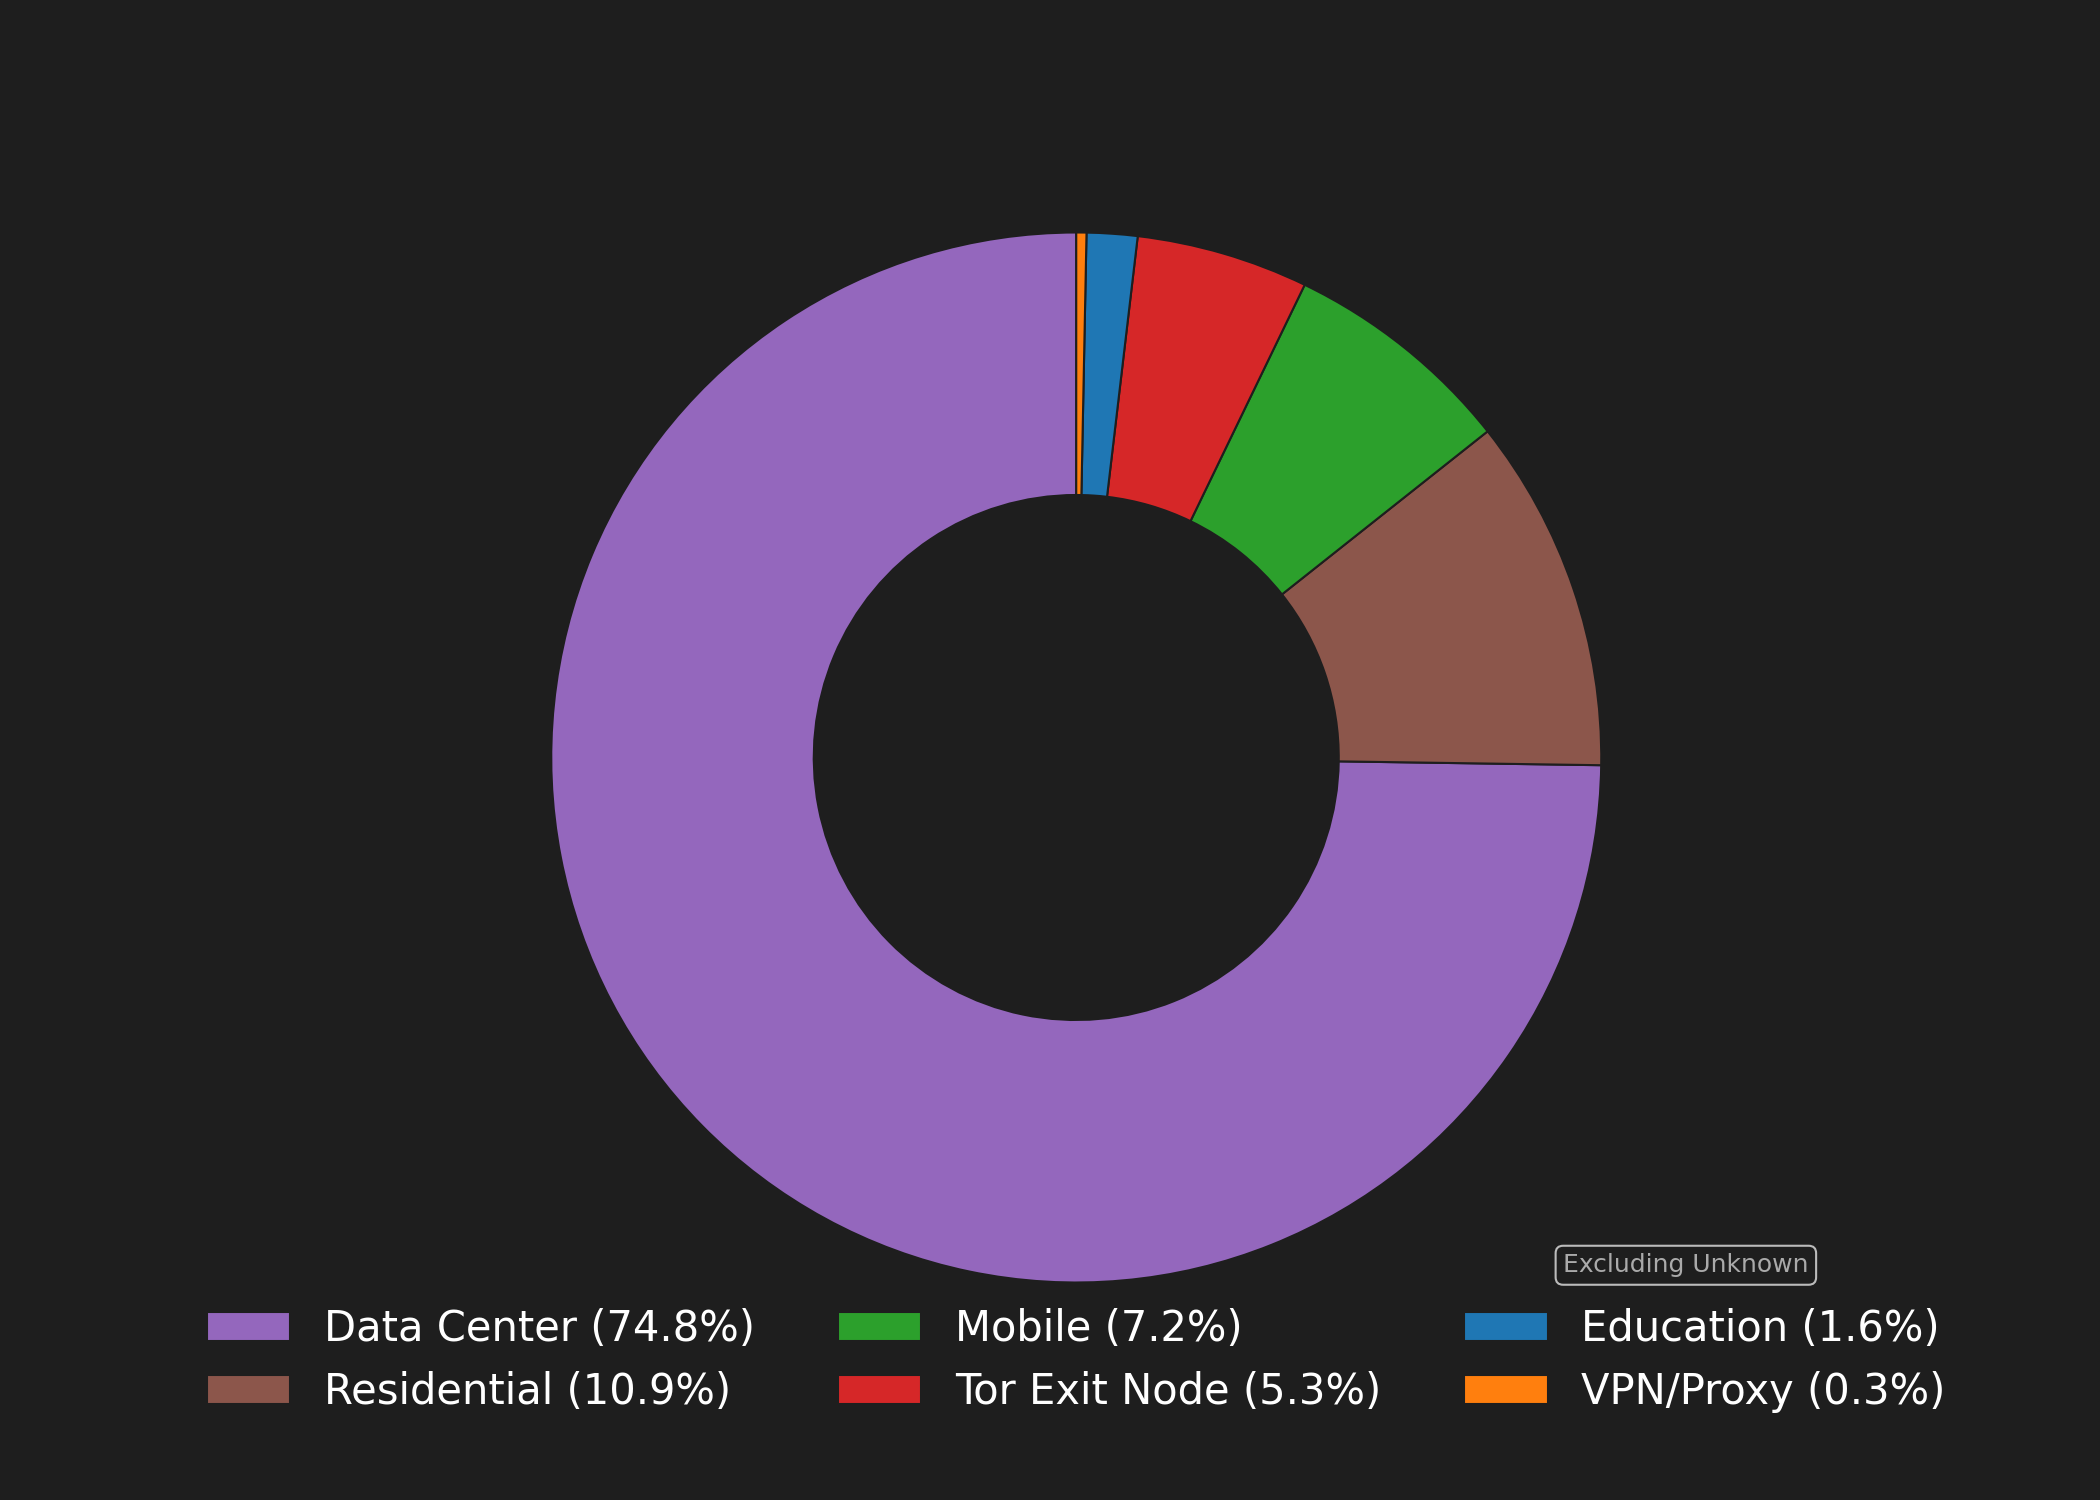 Excluding Unknown
Data Center (74.8%)
Residential (10.9%)
Mobile (7.2%)
Tor Exit Node (5.3%)
Education (1.6%)
VPN/Proxy (0.3%)